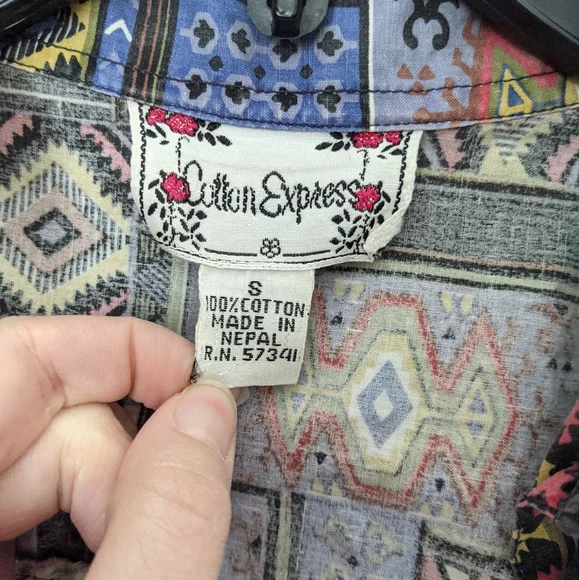 Cotton Express
S
100% COTTON
MADE IN
NEPAL
R.N. 57341